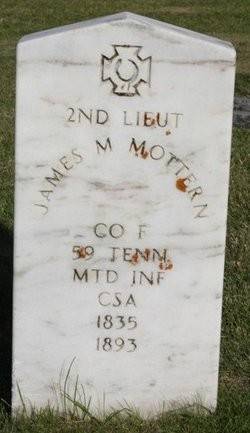 2ND LIEUT
JAMES M MOTTERN
CO F
59 TENN
MTD INF
CSA
1835
1893